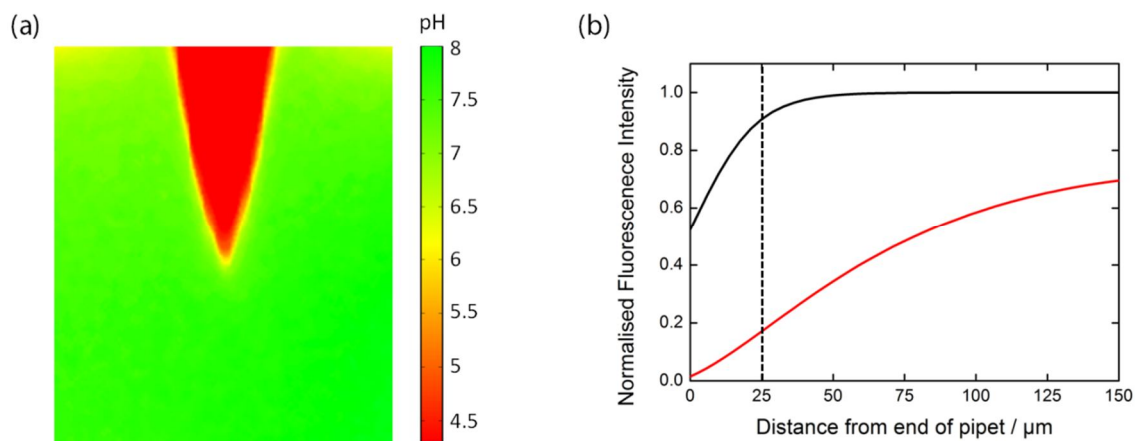 (a)
pH
8
7.5
7
6.5
6
5.5
5
4.5
(b)
Normalised Fluoresecnece Intensity
1.0
0.8
0.6
0.4
0.2
0.0
0 25 50 75 100 125 150
Distance from end of pipet / μm